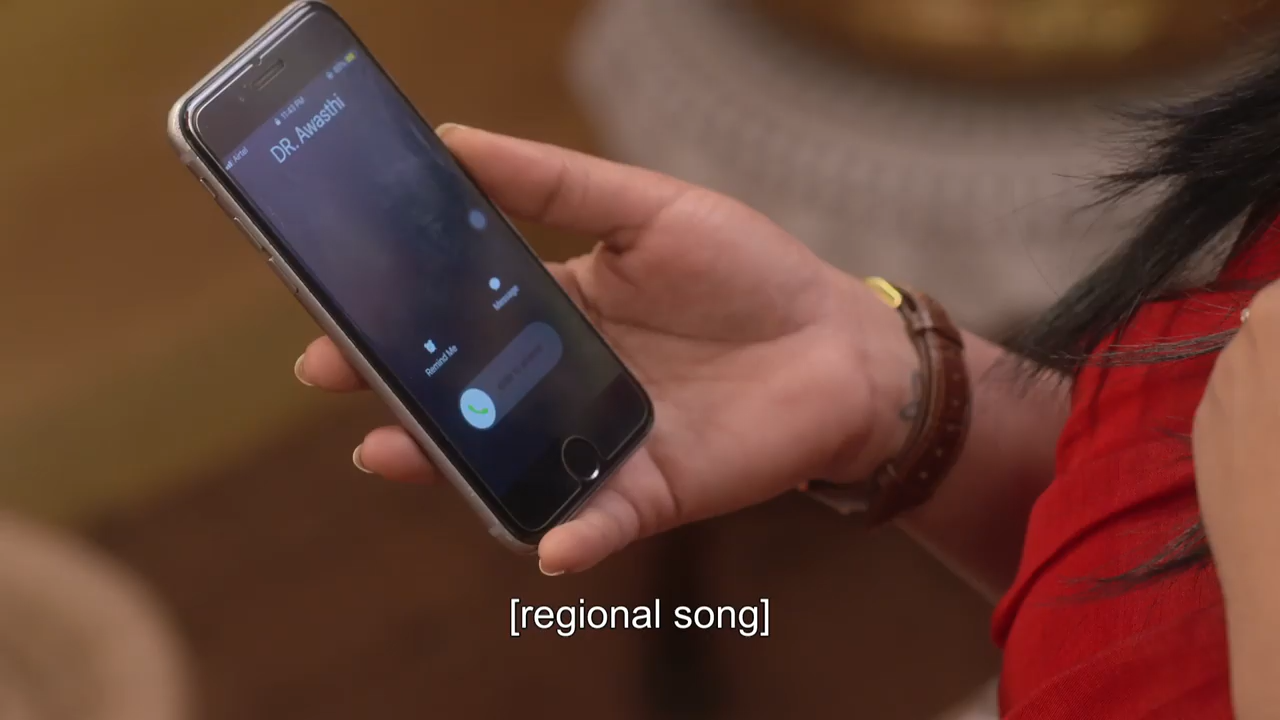 Airtel
11:43 PM
DR. Awasthi
Message
Remind Me
[regional song]